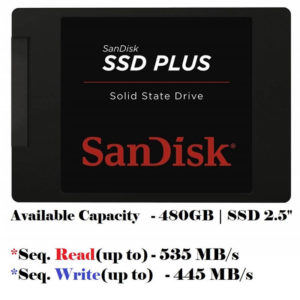 SanDisk
SSD PLUS
Solid State Drive
SanDisk®
Available Capacity - 480GB | SSD 2.5"
*Seq. Read(up to) - 535 MB/s
*Seq. Write(up to) - 445 MB/s